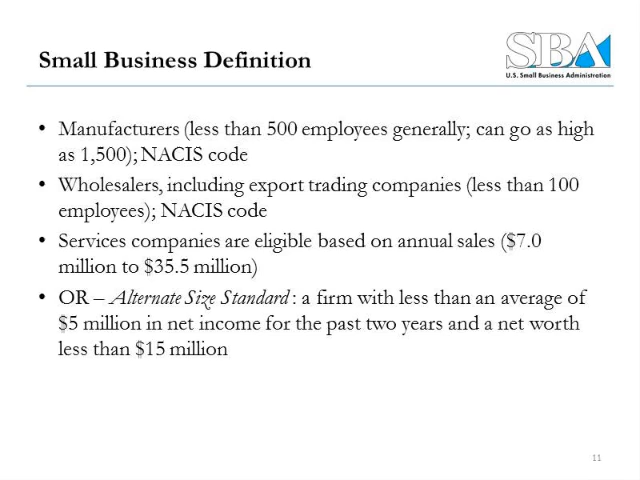 Small Business Definition
SBA
U.S. Small Business Administration
• Manufacturers (less than 500 employees generally; can go as high
as 1,500); NACIS code
• Wholesalers, including export trading companies (less than 100
employees); NACIS code
• Services companies are eligible based on annual sales ($7.0
million to $35.5 million)
• OR – Alternate Size Standard : a firm with less than an average of
$5 million in net income for the past two years and a net worth
less than $15 million
11